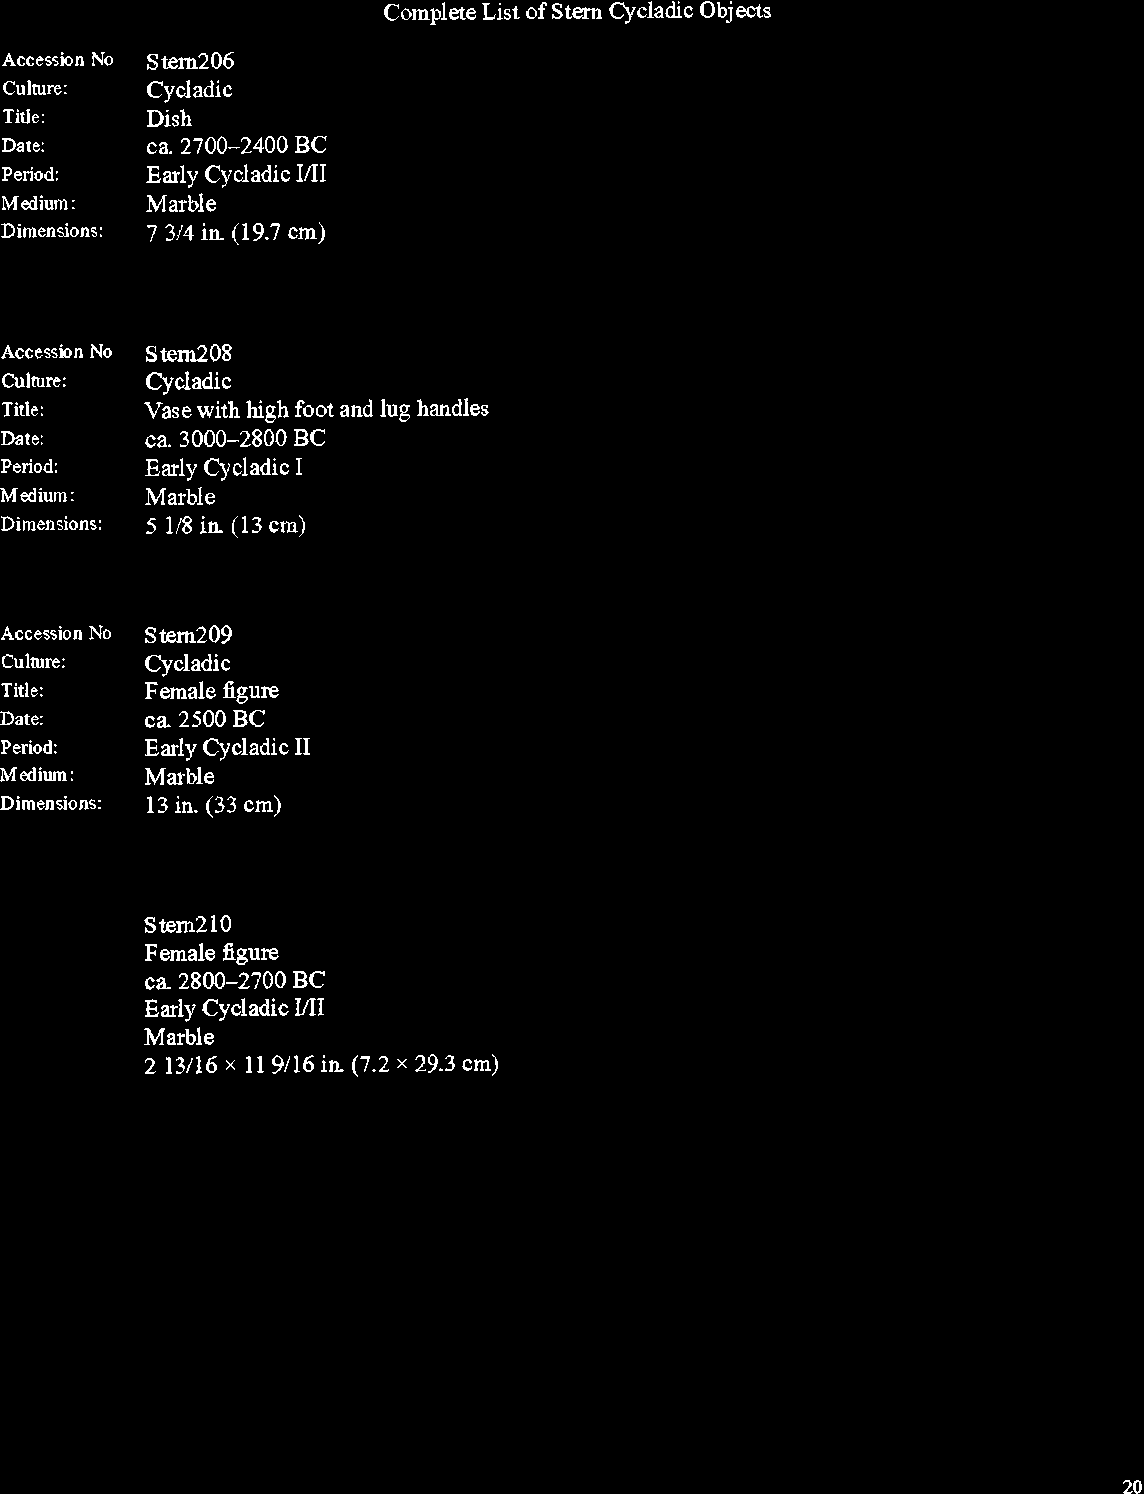 Complete List of Stern Cycladic Objects
Accession No Stern206
Culture: Cycladic
Title: Dish
Date: ca. 2700–2400 BC
Period: Early Cycladic I/II
Medium: Marble
Dimensions: 7 3/4 in. (19.7 cm)
Accession No Stern208
Culture: Cycladic
Title: Vase with high foot and lug handles
Date: ca. 3000–2800 BC
Period: Early Cycladic I
Medium: Marble
Dimensions: 5 1/8 in. (13 cm)
Accession No Stern209
Culture: Cycladic
Title: Female figure
Date: ca. 2500 BC
Period: Early Cycladic II
Medium: Marble
Dimensions: 13 in. (33 cm)
Stern210
Female figure
ca. 2800–2700 BC
Early Cycladic I/II
Marble
2 13/16 × 11 9/16 in. (7.2 × 29.3 cm)
20